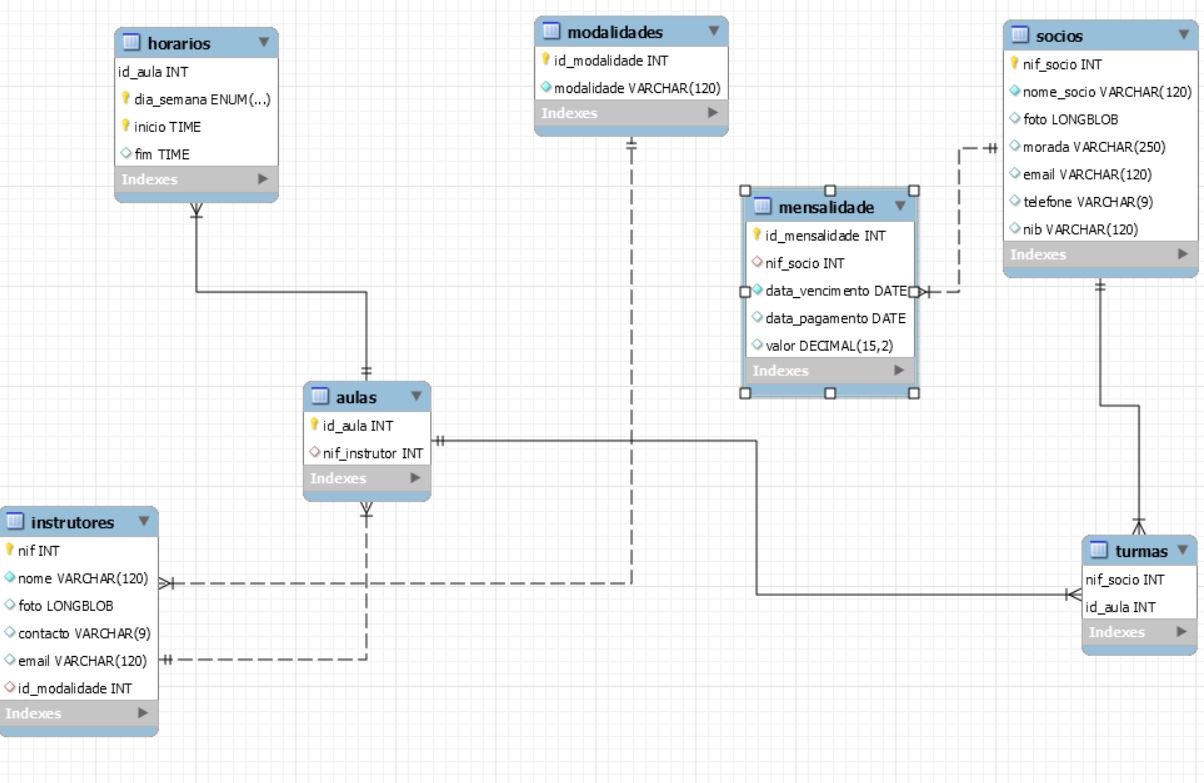 horarios
id_aula INT
dia_semana ENUM(...)
inicio TIME
fim TIME
Indexes
modalidades
id_modalidade INT
modalidade VARCHAR(120)
Indexes
socios
nif_socio INT
nome_socio VARCHAR(120)
foto LONGBLOB
morada VARCHAR(250)
email VARCHAR(120)
telefone VARCHAR(9)
nib VARCHAR(120)
Indexes
mensalidade
id_mensalidade INT
nif_socio INT
data_vencimento DATE
data_pagamento DATE
valor DECIMAL(15,2)
Indexes
aulas
id_aula INT
nif_instrutor INT
Indexes
instrutores
nif INT
nome VARCHAR(120)
foto LONGBLOB
contacto VARCHAR(9)
email VARCHAR(120)
id_modalidade INT
Indexes
turmas
nif_socio INT
id_aula INT
Indexes